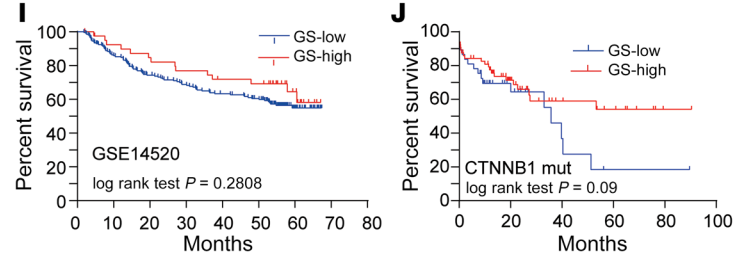 I
GS-low
GS-high
Percent survival
100
80
60
40
20
0
GSE14520
log rank test P = 0.2808
0 10 20 30 40 50 60 70 80
Months
J
GS-low
GS-high
Percent survival
100
80
60
40
20
0
CTNNB1 mut
log rank test P = 0.09
0 20 40 60 80 100
Months